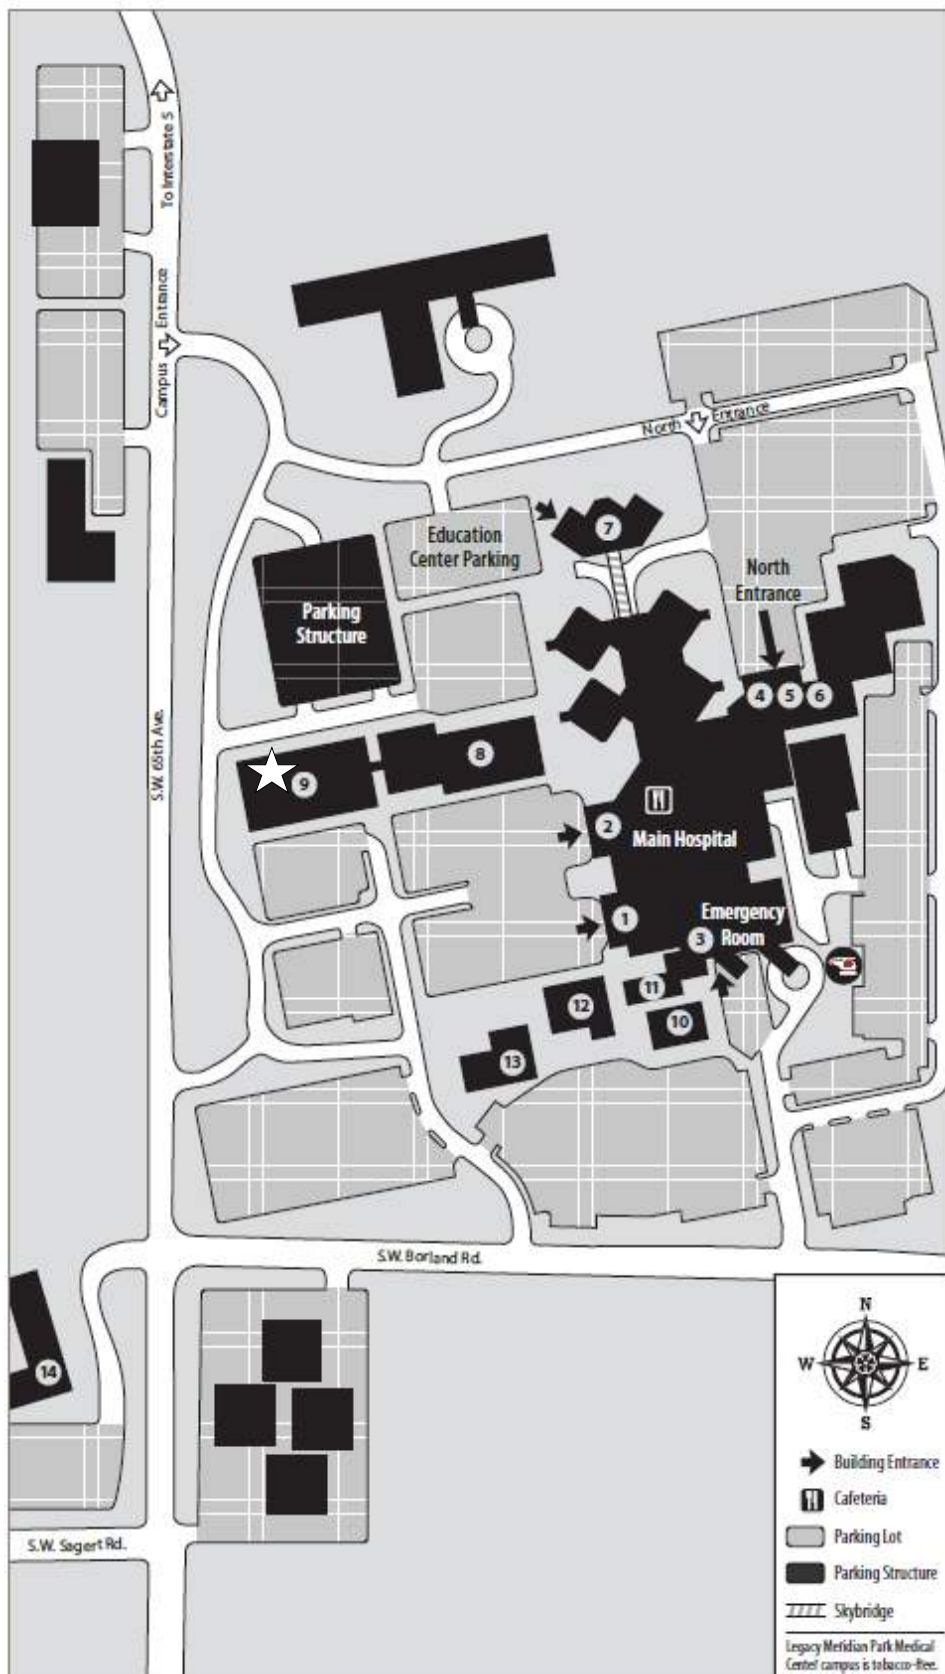 To Interstate 5
Campus Entrance
North Entrance
Education
Center Parking
7
North
Entrance
Parking
Structure
4 5 6
S.W. 65th Ave.
8
9
2
Main Hospital
1
Emergency
Room
3
11
12
10
13
S.W. Borland Rd.
14
S.W. Sagert Rd.
N
W E
S
Building Entrance
Cafeteria
Parking Lot
Parking Structure
Skybridge
Legacy Meridian Park Medical
Center campus is tobacco-free.